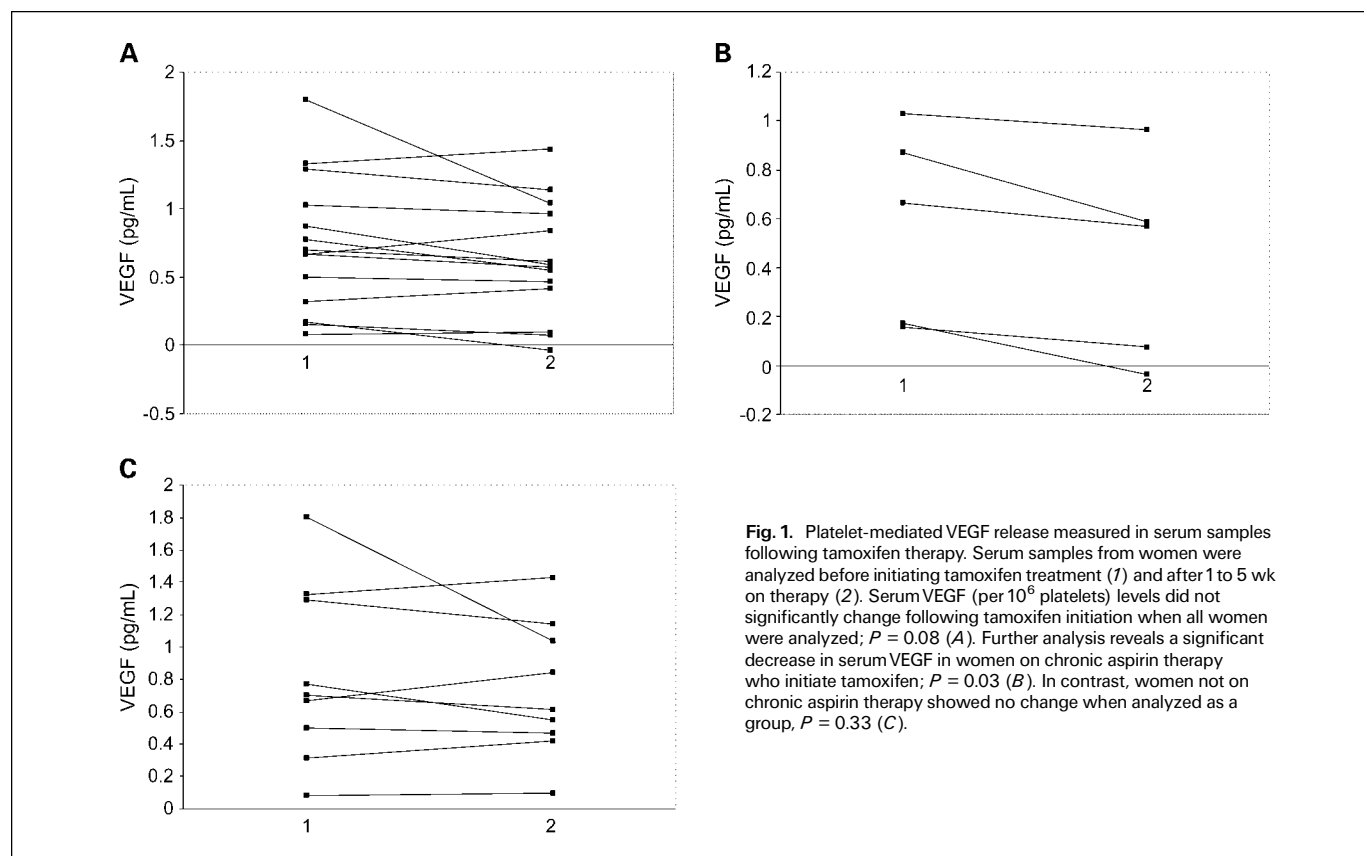 A
2
1.5
1
0.5
0
-0.5
VEGF (pg/mL)
1
2
B
1.2
1
0.8
0.6
0.4
0.2
0
-0.2
VEGF (pg/mL)
1
2
C
2
1.8
1.6
1.4
1.2
1
0.8
0.6
0.4
0.2
0
VEGF (pg/mL)
1
2
Fig. 1. Platelet-mediated VEGF release measured in serum samples
following tamoxifen therapy. Serum samples from women were
analyzed before initiating tamoxifen treatment (1) and after 1 to 5 wk
on therapy (2). Serum VEGF (per 10⁶ platelets) levels did not
significantly change following tamoxifen initiation when all women
were analyzed; P = 0.08 (A). Further analysis reveals a significant
decrease in serum VEGF in women on chronic aspirin therapy
who initiate tamoxifen; P = 0.03 (B). In contrast, women not on
chronic aspirin therapy showed no change when analyzed as a
group, P = 0.33 (C).